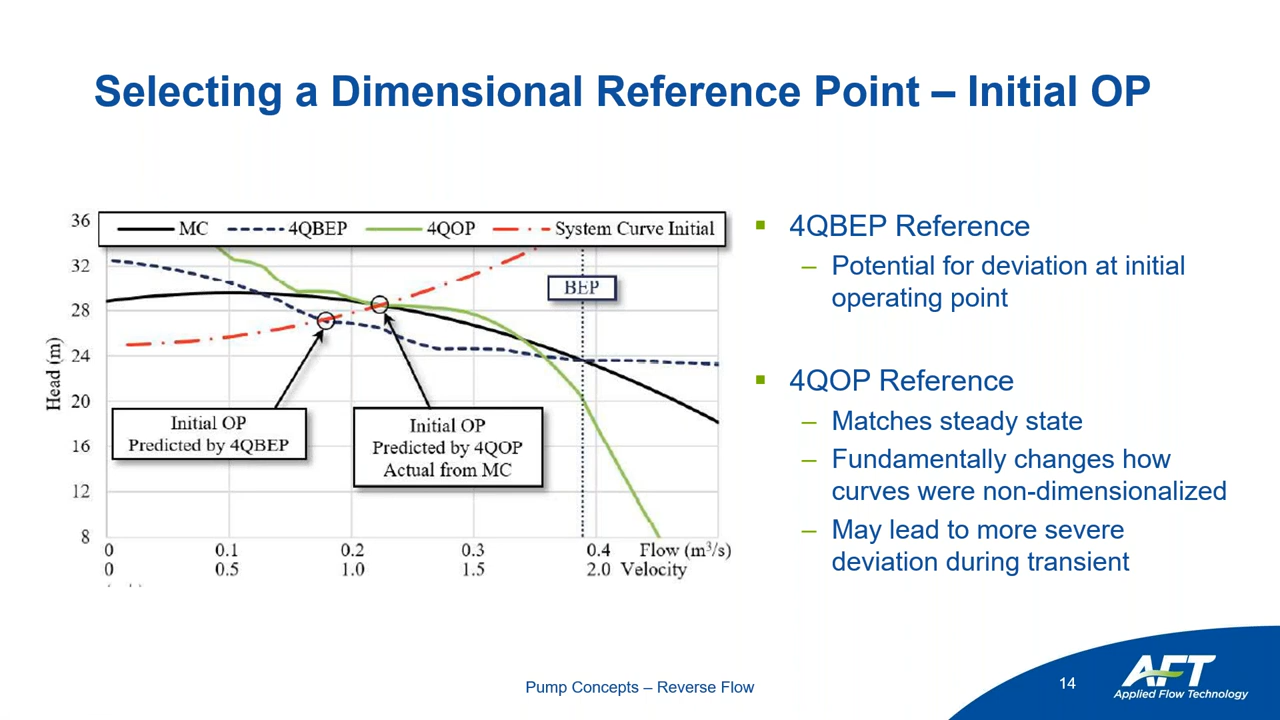 Selecting a Dimensional Reference Point – Initial OP
36
MC 4QBEP 4QOP System Curve Initial
32
28
24
20
16
12
8
Head (m)
BEP
Initial OP
Predicted by 4QBEP
Initial OP
Predicted by 4QOP
Actual from MC
0 0.1 0.2 0.3 0.4 Flow (m³/s)
0 0.5 1.0 1.5 2.0 Velocity
▪ 4QBEP Reference
– Potential for deviation at initial
operating point
▪ 4QOP Reference
– Matches steady state
– Fundamentally changes how
curves were non-dimensionalized
– May lead to more severe
deviation during transient
Pump Concepts – Reverse Flow
14
AFT
Applied Flow Technology